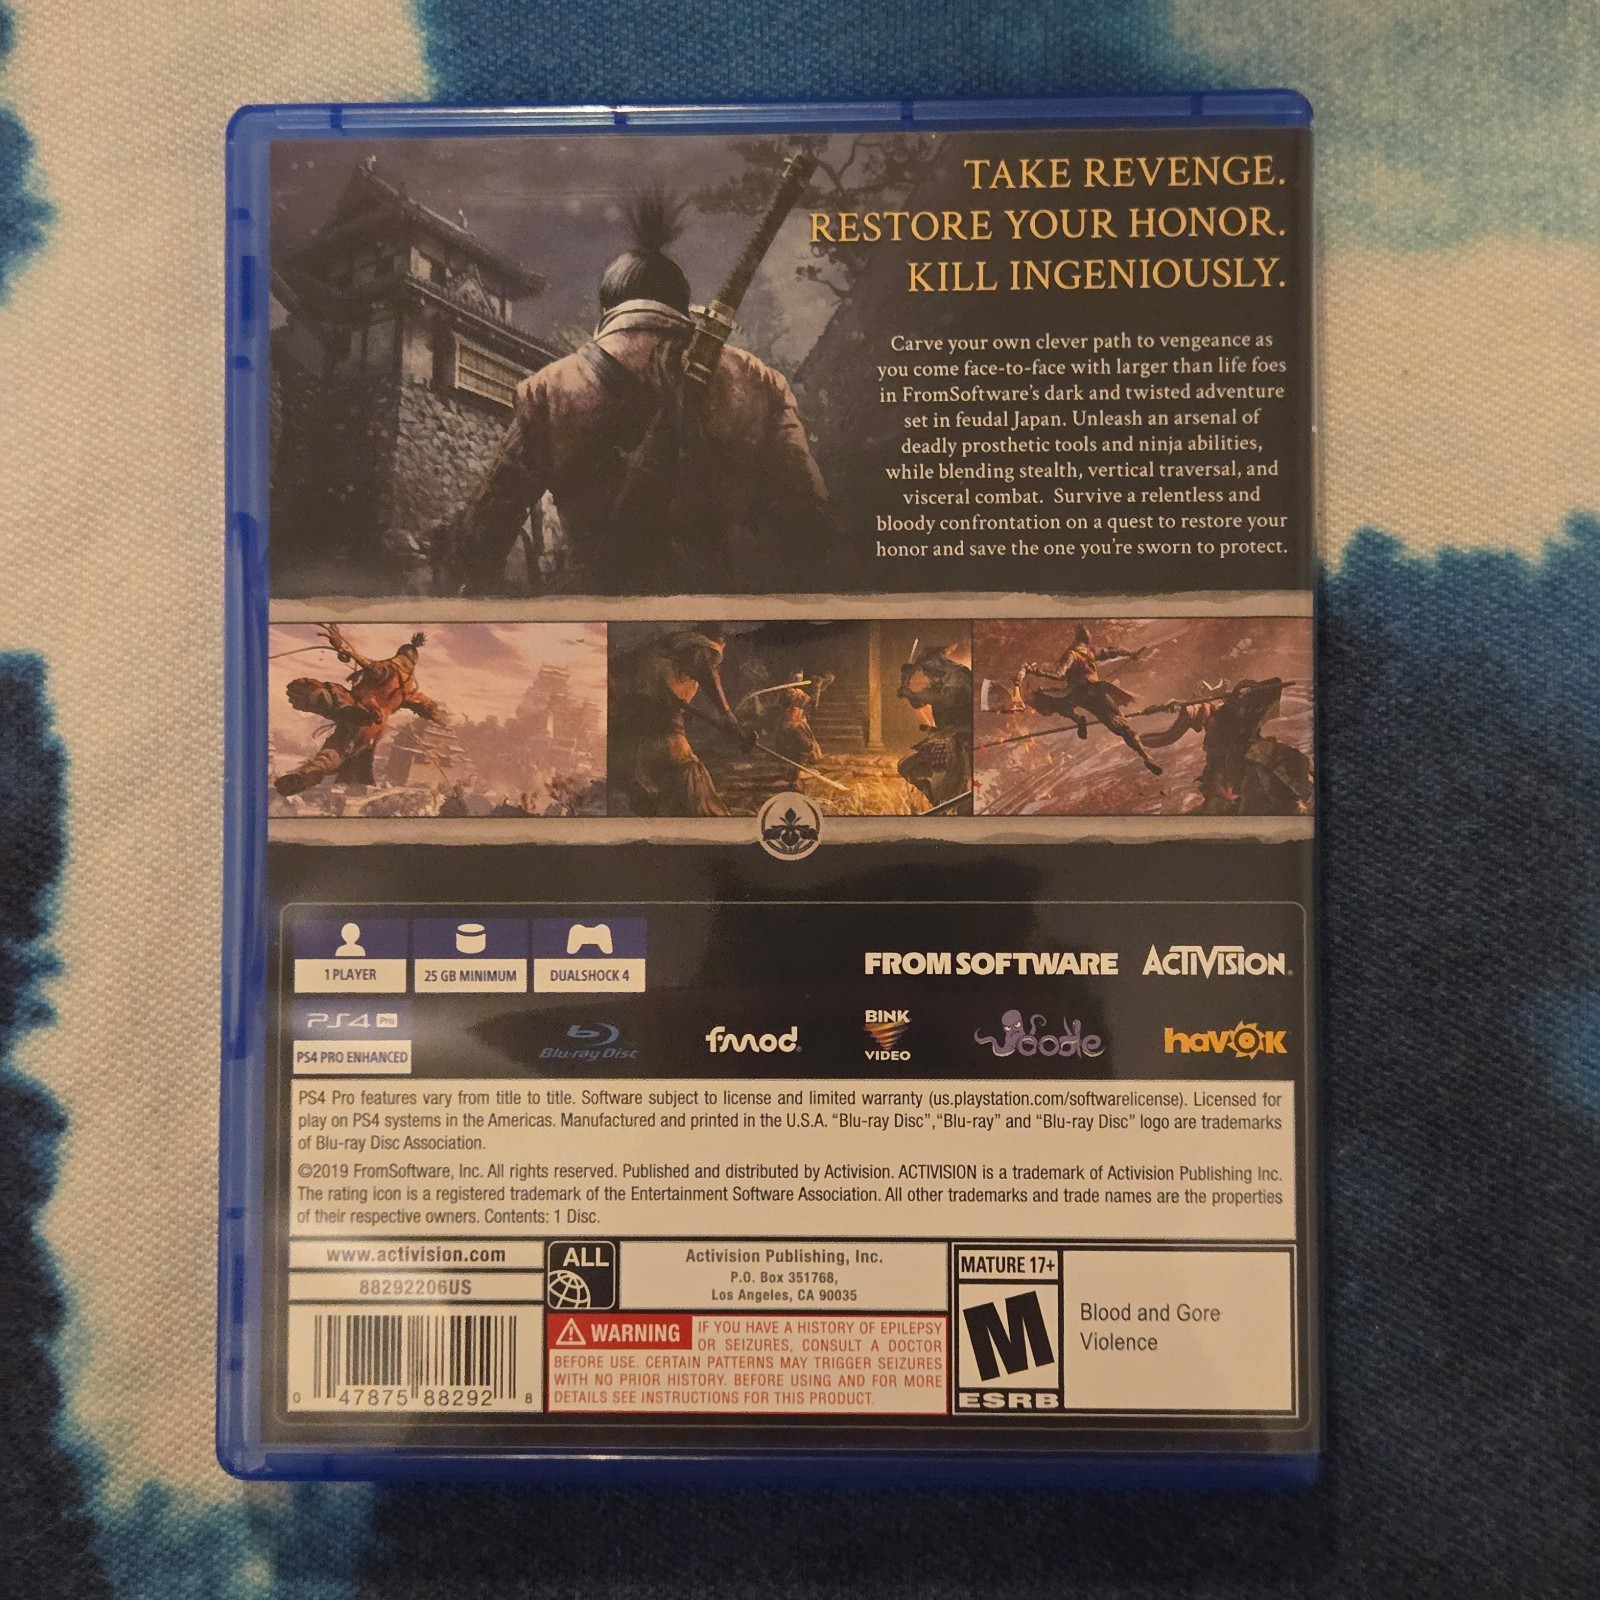 TAKE REVENGE.
RESTORE YOUR HONOR.
KILL INGENIOUSLY.
Carve your own clever path to vengeance as
you come face-to-face with larger than life foes
in FromSoftware's dark and twisted adventure
set in feudal Japan. Unleash an arsenal of
deadly prosthetic tools and ninja abilities,
while blending stealth, vertical traversal, and
visceral combat. Survive a relentless and
bloody confrontation on a quest to restore your
honor and save the one you're sworn to protect.
1 PLAYER
25 GB MINIMUM
DUALSHOCK 4
FROMSOFTWARE
ACTIVISION®
PS4 Pro
PS4 PRO ENHANCED
Blu-ray Disc
fmod®
BINK
VIDEO
oodle
havok
PS4 Pro features vary from title to title. Software subject to license and limited warranty (us.playstation.com/softwarelicense). Licensed for
play on PS4 systems in the Americas. Manufactured and printed in the U.S.A. “Blu-ray Disc”,“Blu-ray” and “Blu-ray Disc” logo are trademarks
of Blu-ray Disc Association.
©2019 FromSoftware, Inc. All rights reserved. Published and distributed by Activision. ACTIVISION is a trademark of Activision Publishing Inc.
The rating icon is a registered trademark of the Entertainment Software Association. All other trademarks and trade names are the properties
of their respective owners. Contents: 1 Disc.
www.activision.com
88292206US
0 47875 88292 8
ALL
Activision Publishing, Inc.
P.O. Box 351768,
Los Angeles, CA 90035
WARNING IF YOU HAVE A HISTORY OF EPILEPSY
OR SEIZURES, CONSULT A DOCTOR
BEFORE USE. CERTAIN PATTERNS MAY TRIGGER SEIZURES
WITH NO PRIOR HISTORY. BEFORE USING AND FOR MORE
DETAILS SEE INSTRUCTIONS FOR THIS PRODUCT.
MATURE 17+
M
ESRB
Blood and Gore
Violence